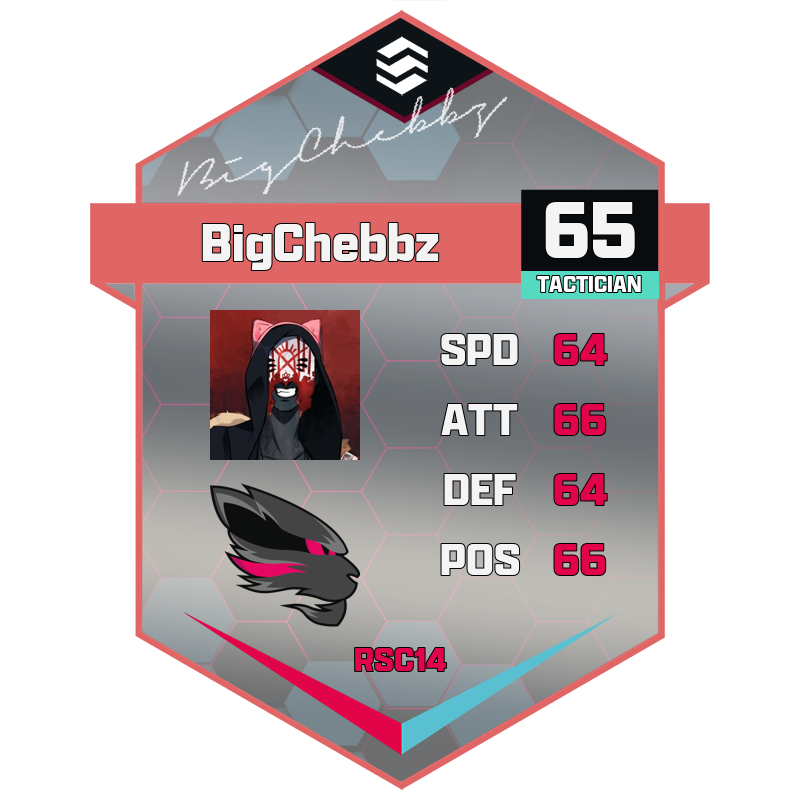 BigChebbz
BigChebbz
65
TACTICIAN
SPD 64
ATT 66
DEF 64
POS 66
RSC14